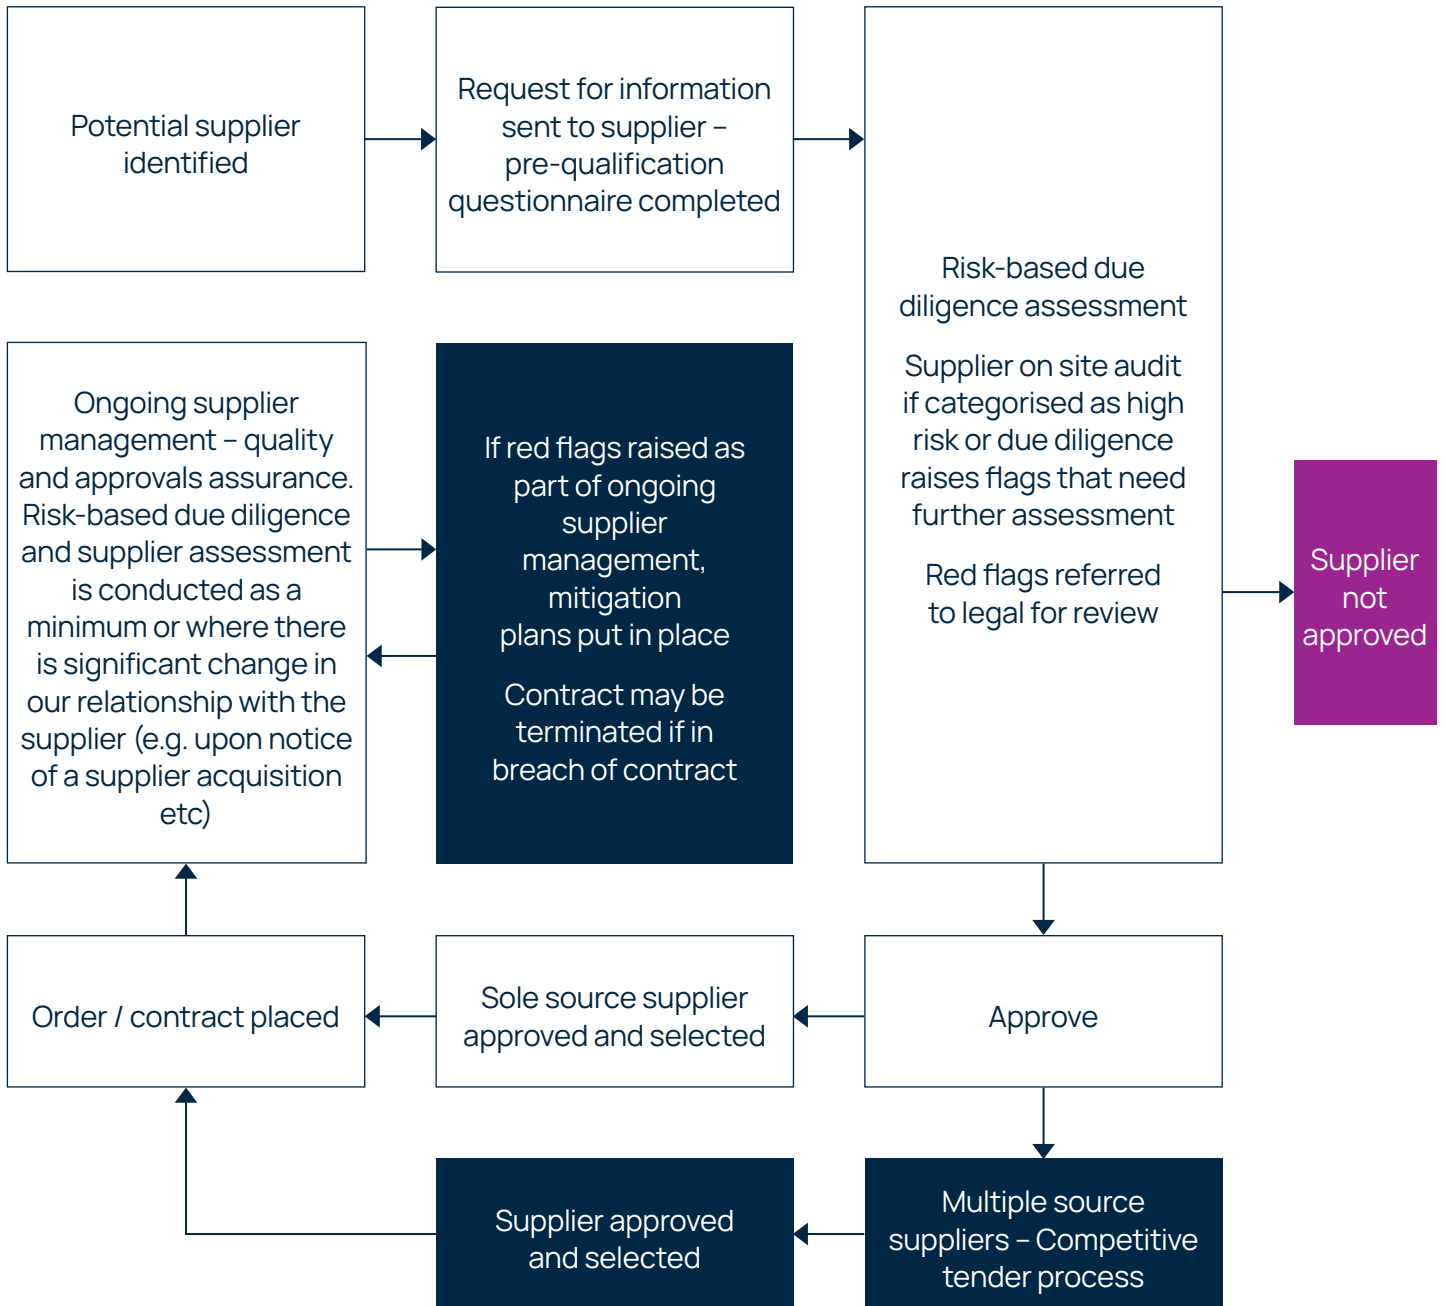 Potential supplier
identified
Request for information
sent to supplier –
pre-qualification
questionnaire completed
Risk-based due
diligence assessment
Supplier on site audit
if categorised as high
risk or due diligence
raises flags that need
further assessment
Red flags referred
to legal for review
Supplier
not
approved
Ongoing supplier
management – quality
and approvals assurance.
Risk-based due diligence
and supplier assessment
is conducted as a
minimum or where there
is significant change in
our relationship with the
supplier (e.g. upon notice
of a supplier acquisition
etc)
If red flags raised as
part of ongoing
supplier
management,
mitigation
plans put in place
Contract may be
terminated if in
breach of contract
Order / contract placed
Sole source supplier
approved and selected
Approve
Supplier approved
and selected
Multiple source
suppliers – Competitive
tender process